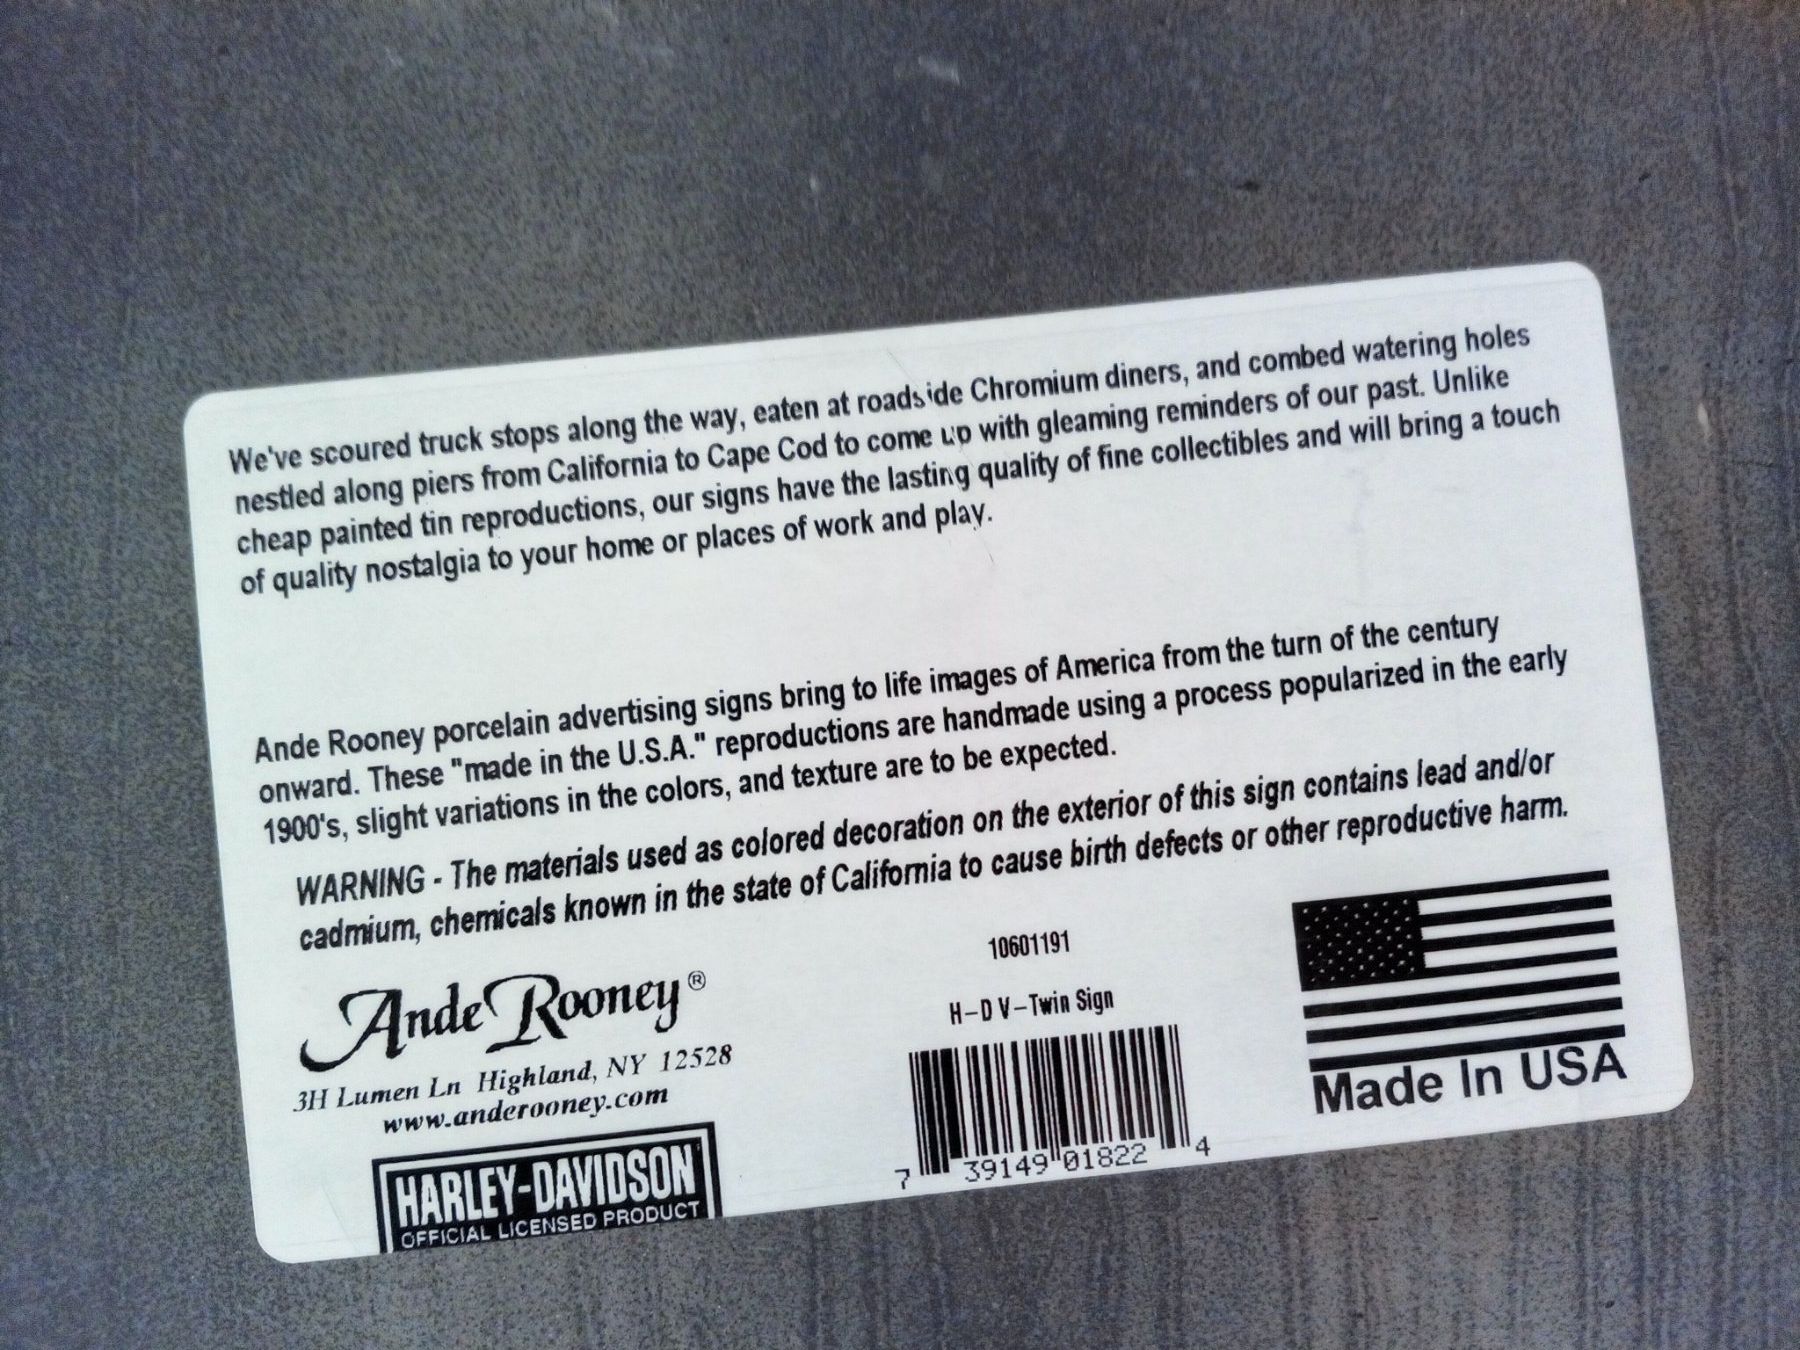 We've scoured truck stops along the way, eaten at roadside Chromium diners, and combed watering holes
nestled along piers from California to Cape Cod to come up with gleaming reminders of our past. Unlike
cheap painted tin reproductions, our signs have the lasting quality of fine collectibles and will bring a touch
of quality nostalgia to your home or places of work and play.
Ande Rooney porcelain advertising signs bring to life images of America from the turn of the century
onward. These "made in the U.S.A." reproductions are handmade using a process popularized in the early
1900's, slight variations in the colors, and texture are to be expected.
WARNING - The materials used as colored decoration on the exterior of this sign contains lead and/or
cadmium, chemicals known in the state of California to cause birth defects or other reproductive harm.
Ande Rooney®
3H Lumen Ln Highland, NY 12528
www.anderooney.com
HARLEY-DAVIDSON
OFFICIAL LICENSED PRODUCT
10601191
H-D V-Twin Sign
7 39149 01822 4
Made In USA